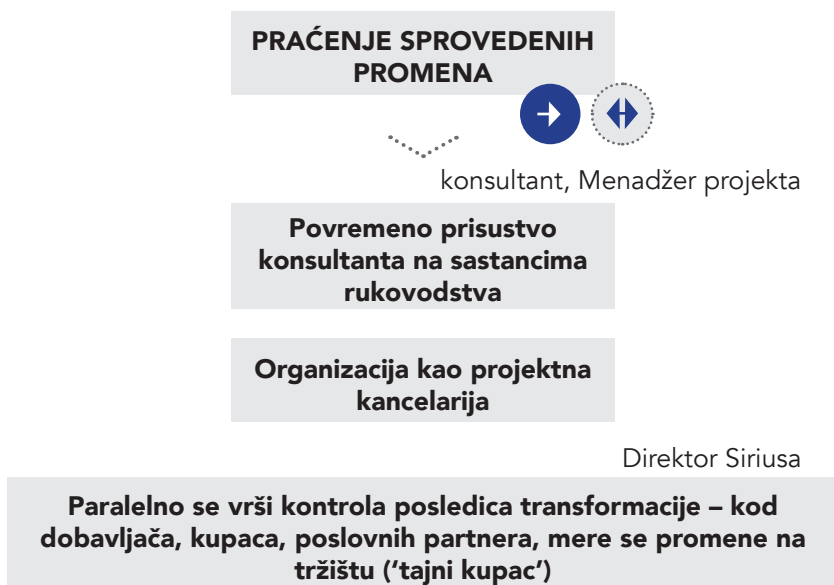 PRAĆENJE SPROVEDENIH
PROMENA
konsultant, Menadžer projekta
Povremeno prisustvo
konsultanta na sastancima
rukovodstva
Organizacija kao projektna
kancelarija
Direktor Siriusa
Paralelno se vrši kontrola posledica transformacije – kod
dobavljača, kupaca, poslovnih partnera, mere se promene na
tržištu (‘tajni kupac’)